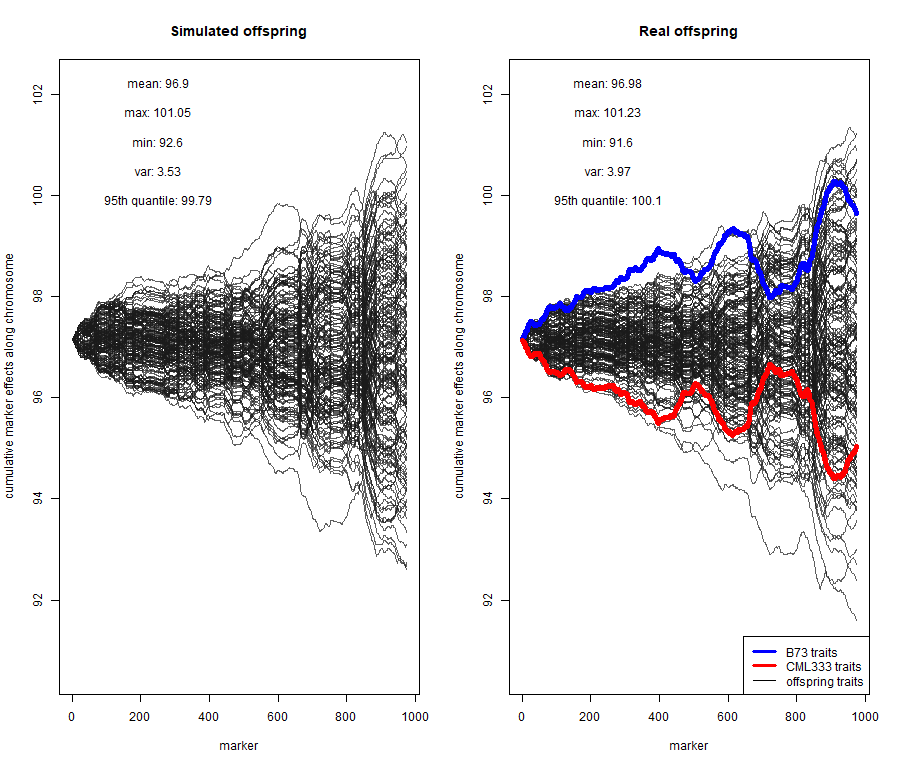 Simulated offspring
mean: 96.9
max: 101.05
min: 92.6
var: 3.53
95th quantile: 99.79
cumulative marker effects along chromosome
102
100
98
96
94
92
0 200 400 600 800 1000
marker
Real offspring
mean: 96.98
max: 101.23
min: 91.6
var: 3.97
95th quantile: 100.1
cumulative marker effects along chromosome
102
100
98
96
94
92
B73 traits
CML333 traits
offspring traits
0 200 400 600 800 1000
marker